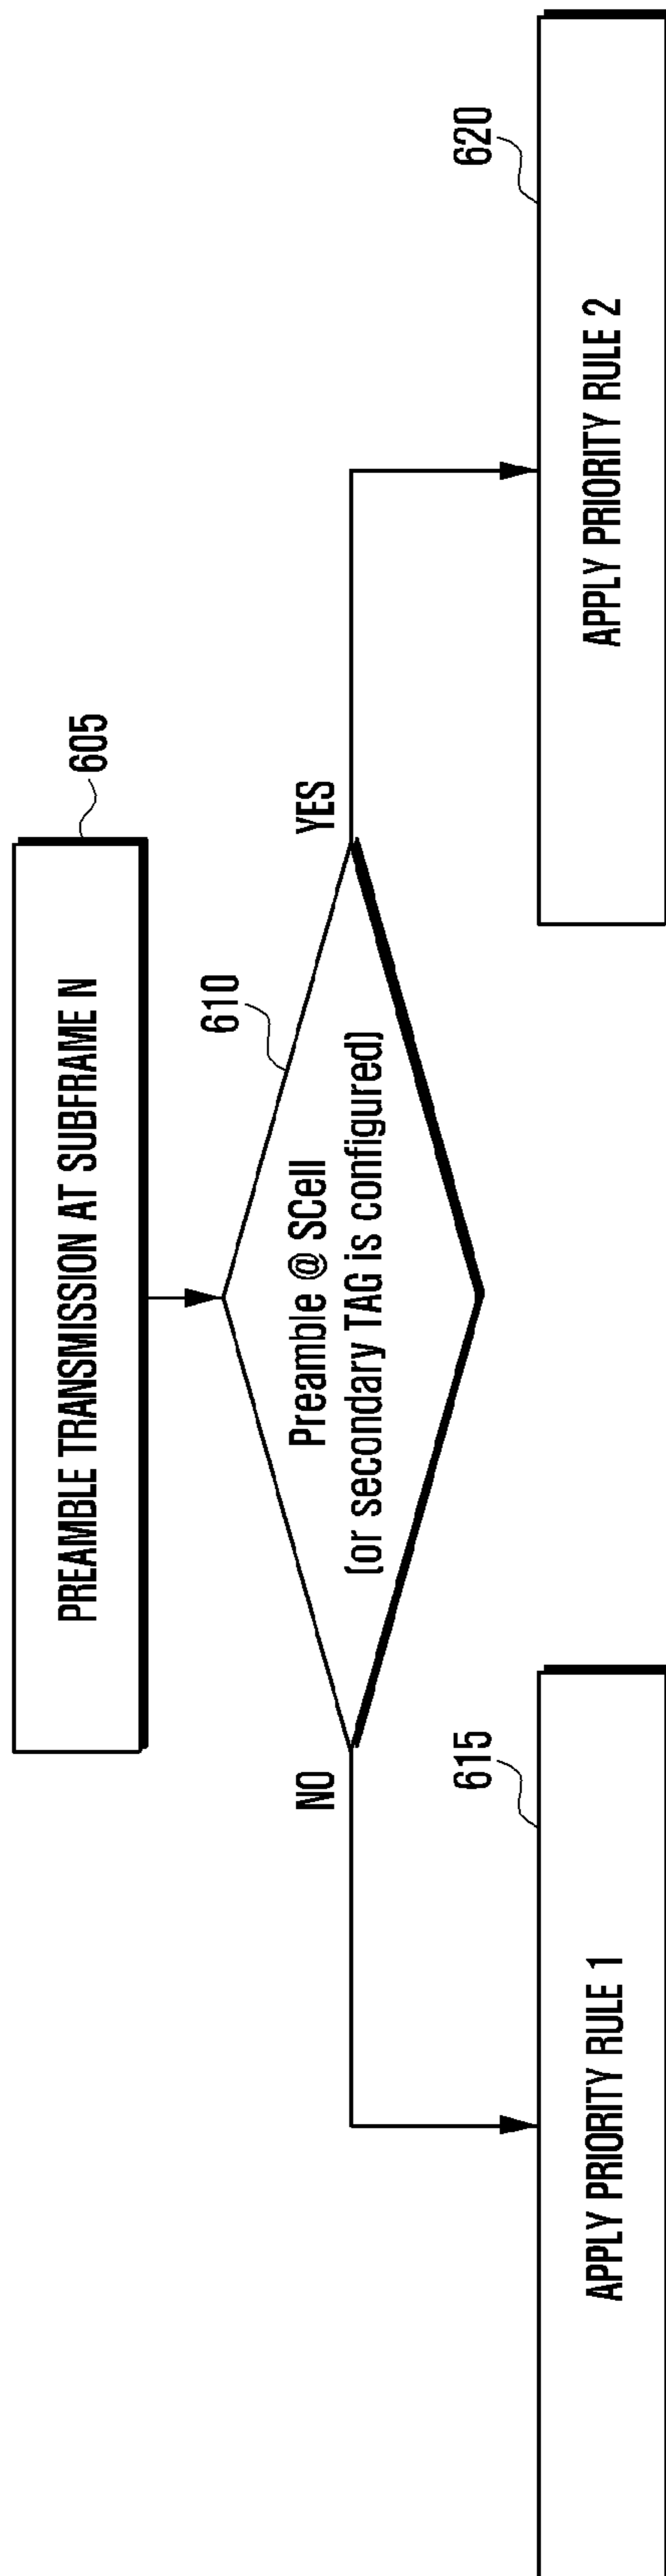 PREAMBLE TRANSMISSION AT SUBFRAME N
605
610
Preamble @ SCell
(or secondary TAG is configured)
NO
YES
615
APPLY PRIORITY RULE 1
620
APPLY PRIORITY RULE 2